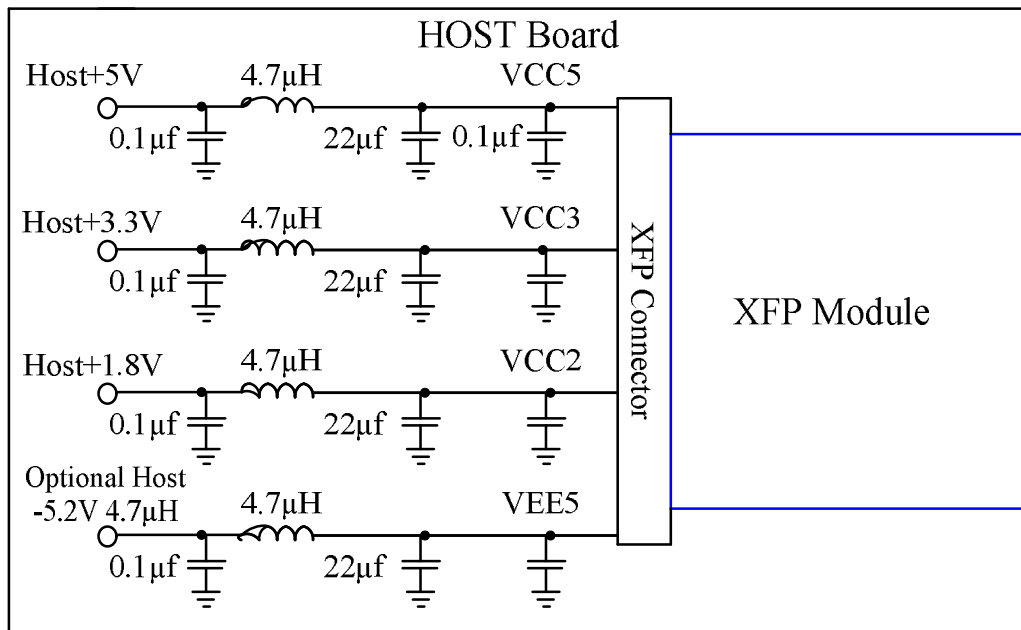 HOST Board
Host+5V
4.7µH
VCC5
0.1µf
22µf
0.1µf
Host+3.3V
4.7µH
VCC3
0.1µf
22µf
XFP Connector
XFP Module
Host+1.8V
4.7µH
VCC2
0.1µf
22µf
Optional Host
-5.2V 4.7µH
4.7µH
VEE5
0.1µf
22µf